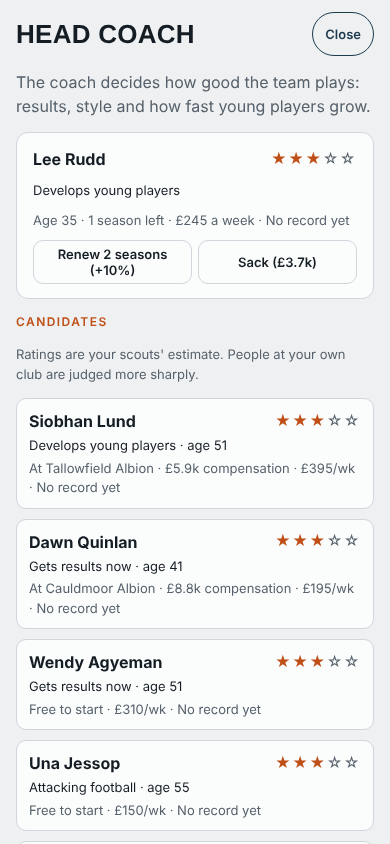 HEAD COACH
Close
The coach decides how good the team plays:
results, style and how fast young players grow.
Lee Rudd
★★★☆☆
Develops young players
Age 35 · 1 season left · £245 a week · No record yet
Renew 2 seasons
(+10%)
Sack (£3.7k)
CANDIDATES
Ratings are your scouts' estimate. People at your own
club are judged more sharply.
Siobhan Lund
★★★☆☆
Develops young players · age 51
At Tallowfield Albion · £5.9k compensation · £395/wk
· No record yet
Dawn Quinlan
★★★☆☆
Gets results now · age 41
At Cauldmoor Albion · £8.8k compensation · £195/wk
· No record yet
Wendy Agyeman
★★★☆☆
Gets results now · age 51
Free to start · £310/wk · No record yet
Una Jessop
★★★☆☆
Attacking football · age 55
Free to start · £150/wk · No record yet